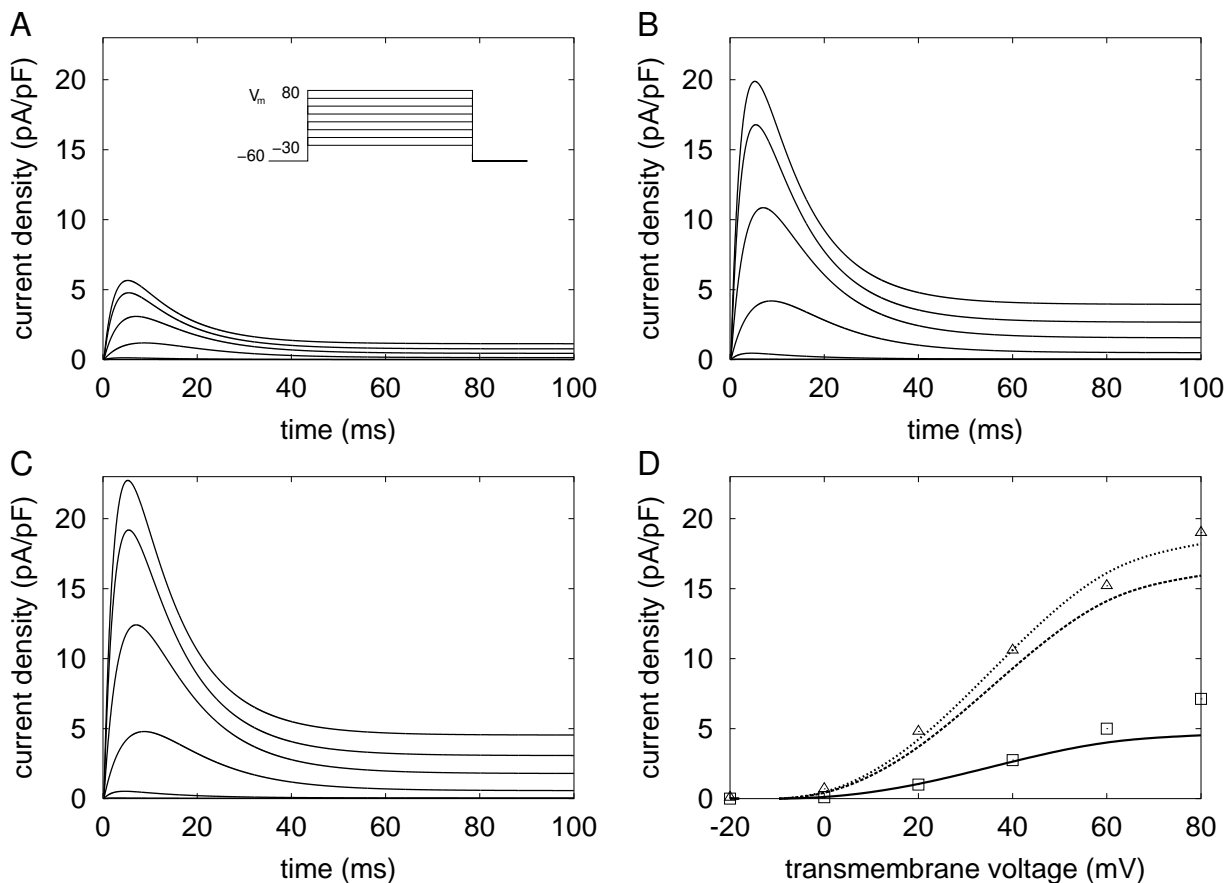 A
current density (pA/pF)
20
15
10
5
0
Vm
80
−30
−60
0 20 40 60 80 100
time (ms)
B
current density (pA/pF)
20
15
10
5
0
0 20 40 60 80 100
time (ms)
C
current density (pA/pF)
20
15
10
5
0
0 20 40 60 80 100
time (ms)
D
current density (pA/pF)
20
15
10
5
0
-20 0 20 40 60 80
transmembrane voltage (mV)